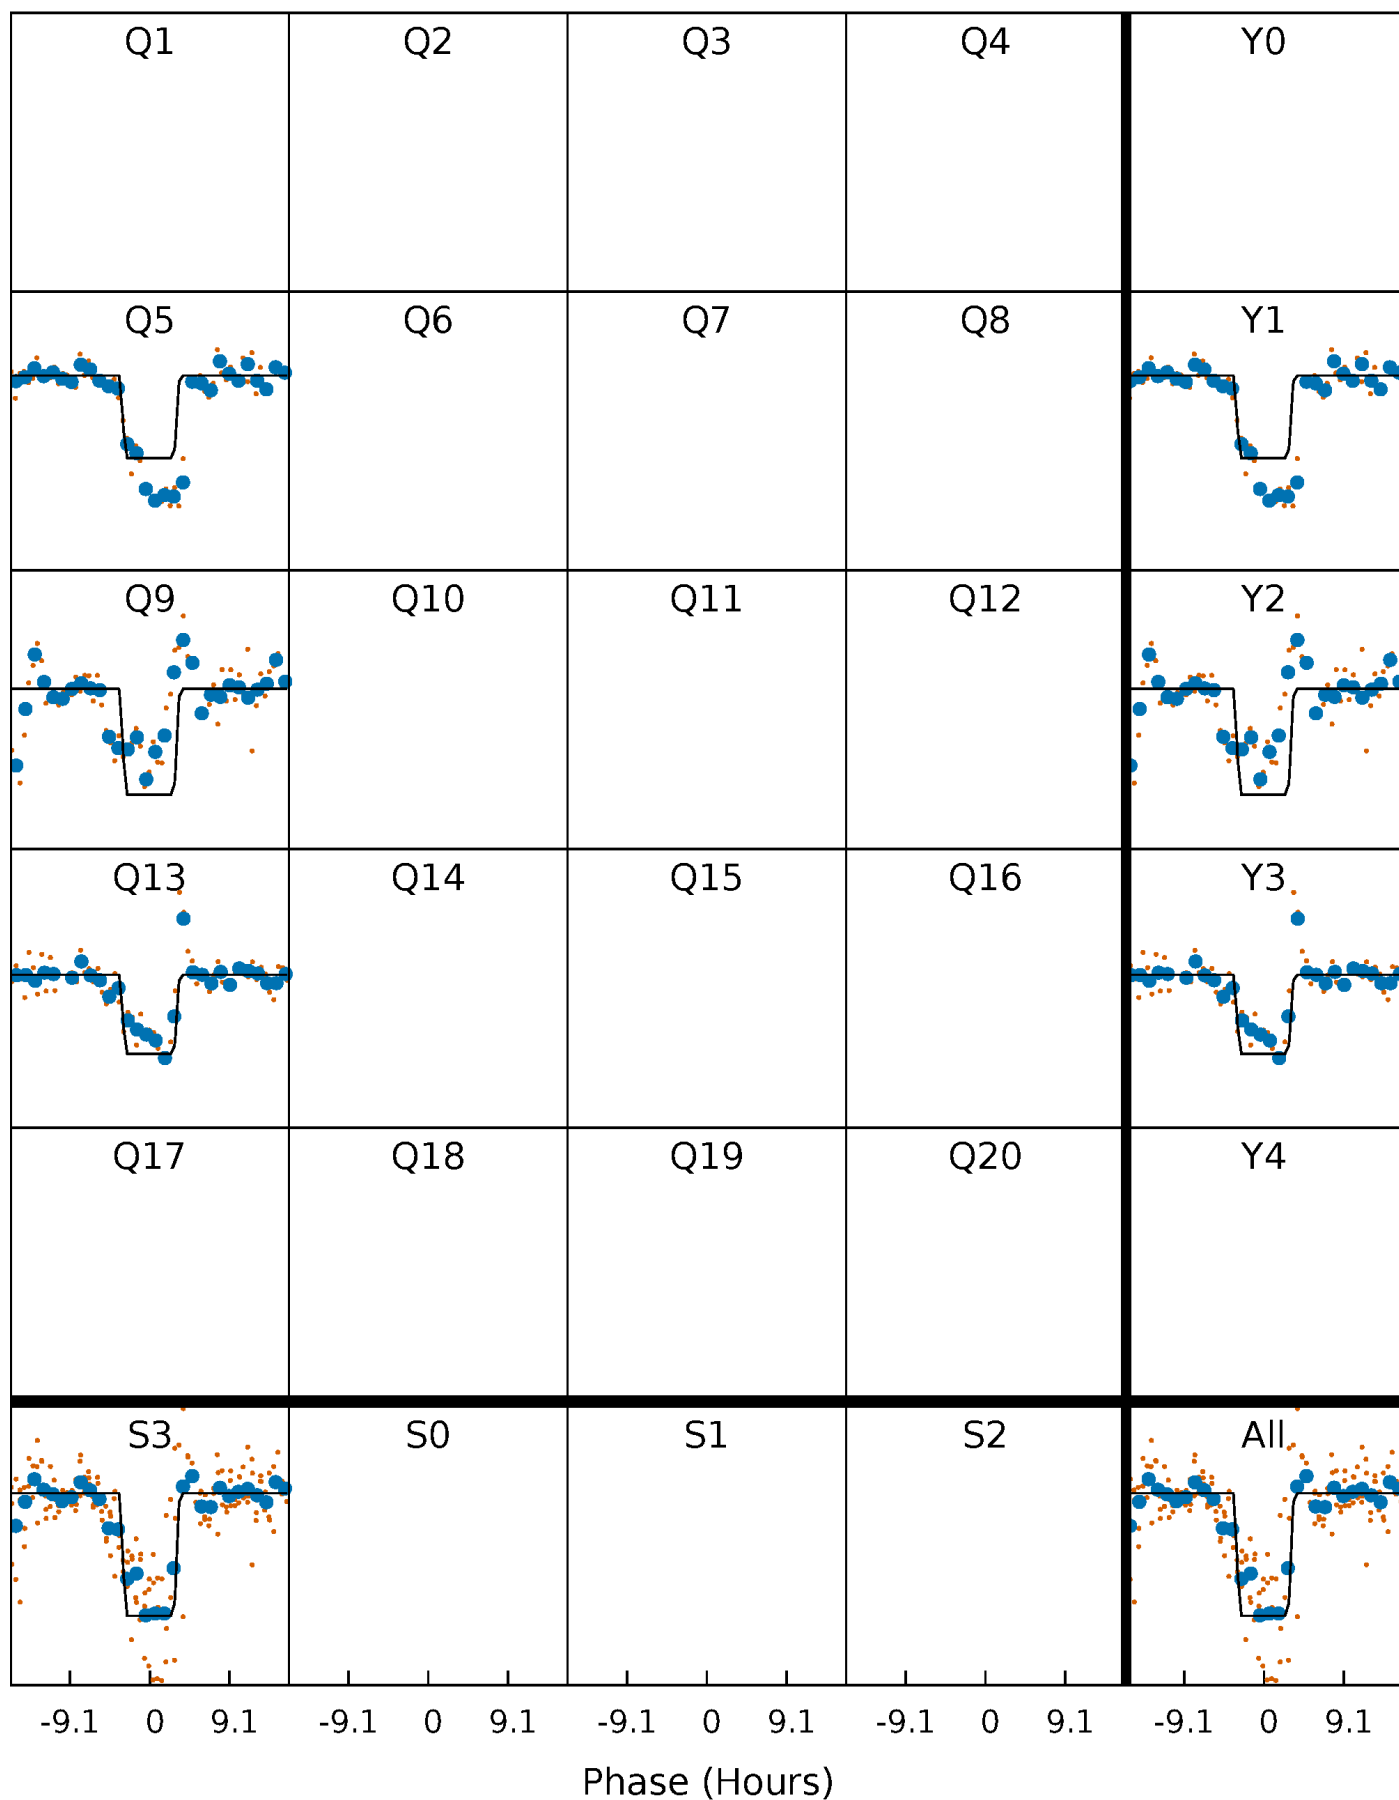 Q1 Q2 Q3 Q4 Y0
Q5 Q6 Q7 Q8 Y1
Q9 Q10 Q11 Q12 Y2
Q13 Q14 Q15 Q16 Y3
Q17 Q18 Q19 Q20 Y4
S3 S0 S1 S2 All
-9.1 0 9.1 -9.1 0 9.1 -9.1 0 9.1 -9.1 0 9.1 -9.1 0 9.1
Phase (Hours)